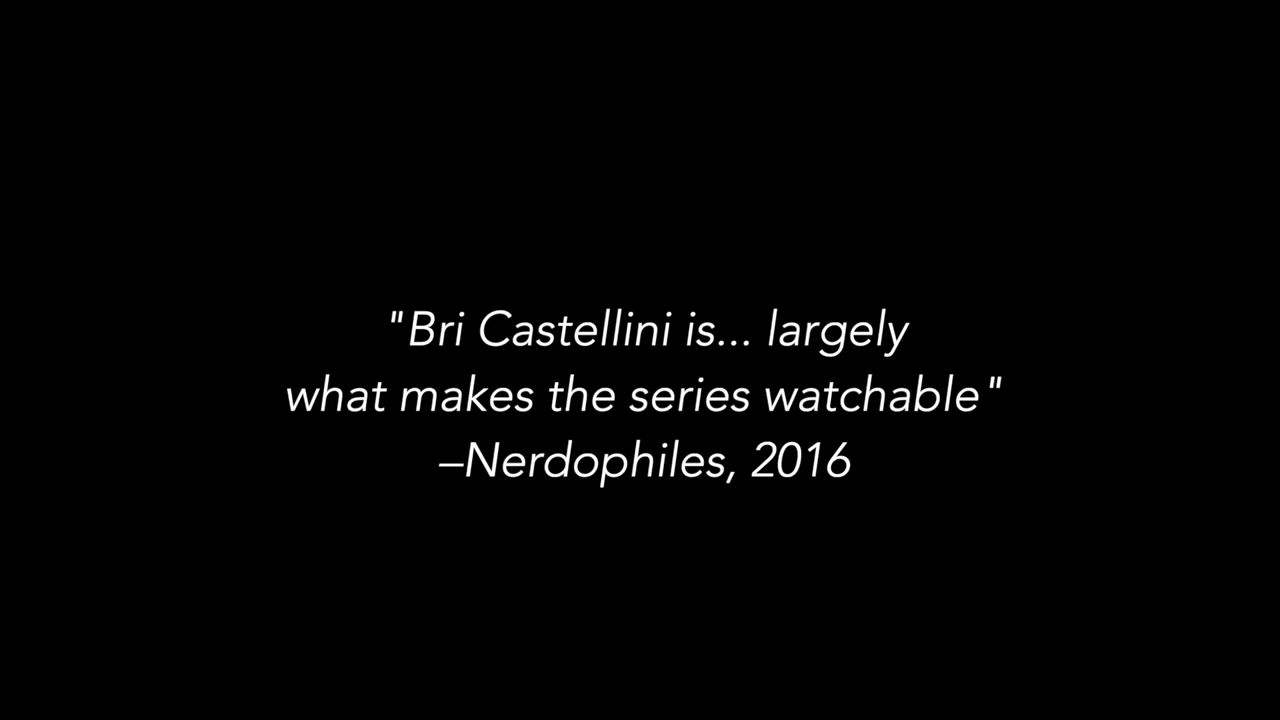 "Bri Castellini is... largely
what makes the series watchable"
–Nerdophiles, 2016